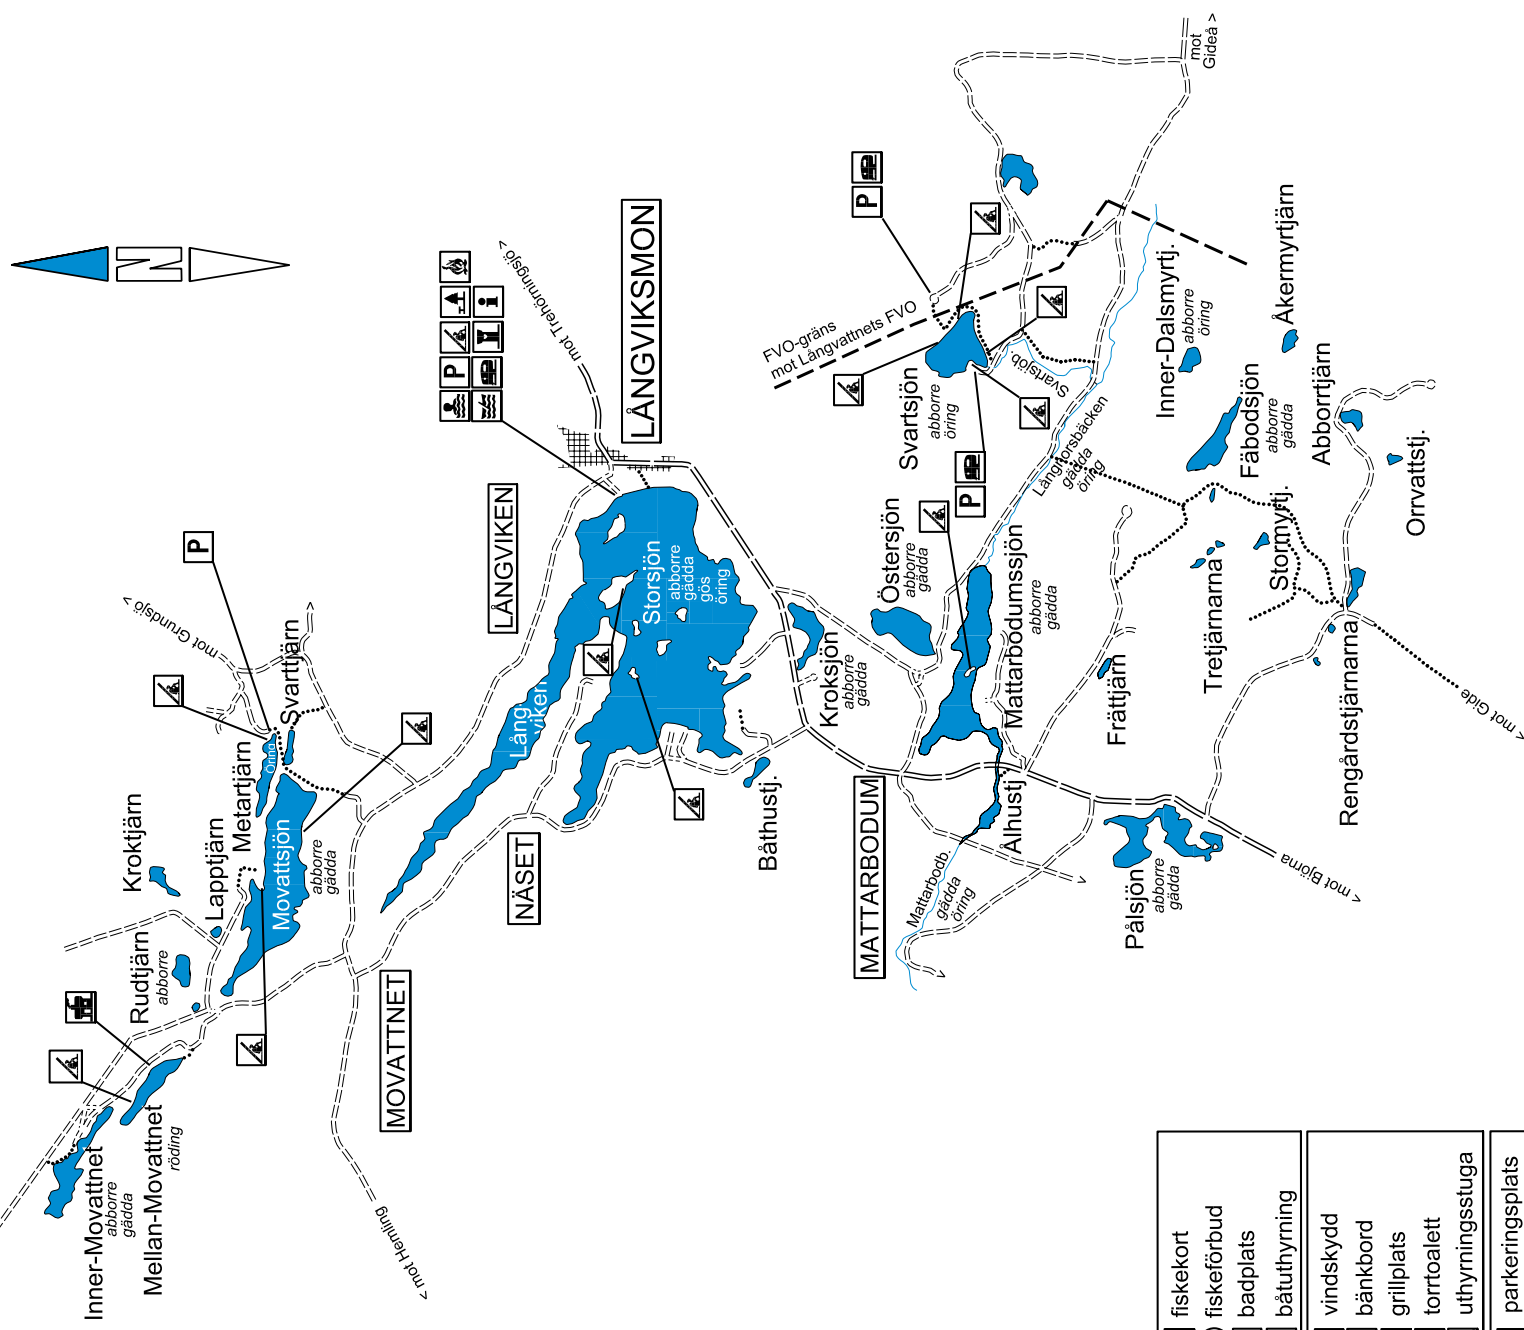 N
Inner-Movattnet
abborre
gädda
Mellan-Movattnet
röding
Rudtjärn
abborre
Kroktjärn
Lapptjärn
Metartjärn
Öring
Svarttjärn
Movattsjön
abborre
gädda
< mot Hemling
mot Grundsjö >
P
MOVATTNET
NÄSET
LÅNGVIKEN
Lång
viken
P
i
mot Trehörningsjö >
LÅNGVIKSMON
Storsjön
abborre
gädda
gös
öring
Båthustj.
Kroksjön
abborre
gädda
MATTARBODUM
Östersjön
abborre
gädda
Svartsjön
abborre
öring
P
P
FVO-gräns
mot Långvattnets FVO
Svartsjöb.
Långnorsbäcken
gädda
öring
Mattarbodumssjön
abborre
gädda
Mattarbodb.
gädda
öring
Ålhustj.
Frättjärn
Pålsjön
abborre
gädda
< mot Björna
mot
Gideå >
Inner-Dalsmyrtj.
abborre
öring
Åkermyrtjärn
Fäbodsjön
abborre
gädda
Abborrtjärn
Tretjärnarna
Stormyrtj.
Orrvattstj.
Rengårdstjärnarna
< mot Gide
fiskekort
) fiskeförbud
badplats
båtuthyrning
vindskydd
bänkbord
grillplats
torrtoalett
uthyrningsstuga
parkeringsplats